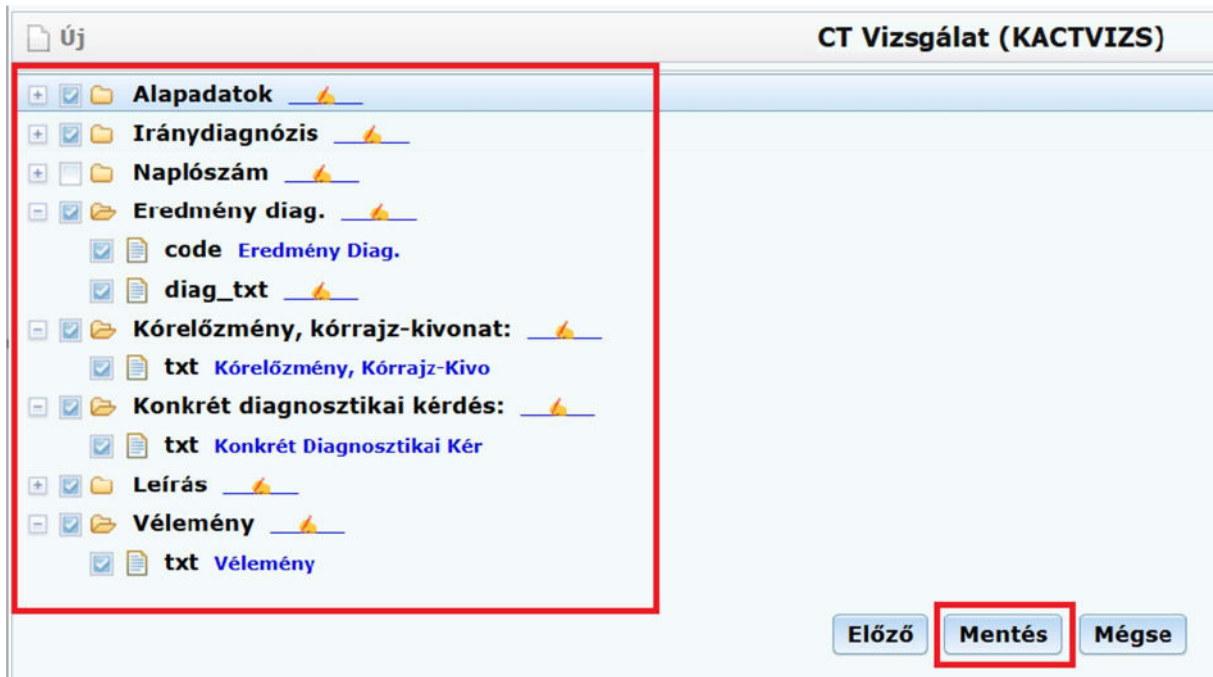 Új
CT Vizsgálat (KACTVIZS)
Alapadatok
Iránydiagnózis
Naplószám
Eredmény diag.
code Eredmény Diag.
diag_txt
Kórelőzmény, kórrajz-kivonat:
txt Kórelőzmény, Kórrajz-Kivo
Konkrét diagnosztikai kérdés:
txt Konkrét Diagnosztikai Kér
Leírás
Vélemény
txt Vélemény
Előző Mentés Mégse